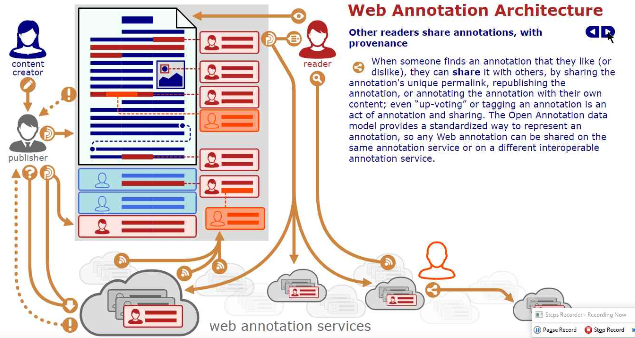 Web Annotation Architecture
Other readers share annotations, with
provenance
When someone finds an annotation that they like (or
dislike), they can share it with others, by sharing the
annotation's unique permalink, republishing the
annotation, or annotating the annotation with their own
content; even “up-voting” or tagging an annotation is an
act of annotation and sharing. The Open Annotation data
model provides a standardized way to represent an
annotation, so any Web annotation can be shared on the
same annotation service or on a different interoperable
annotation service.
content
creator
reader
publisher
web annotation services
Steps Recorder - Recording Now
Pause Record
Stop Record